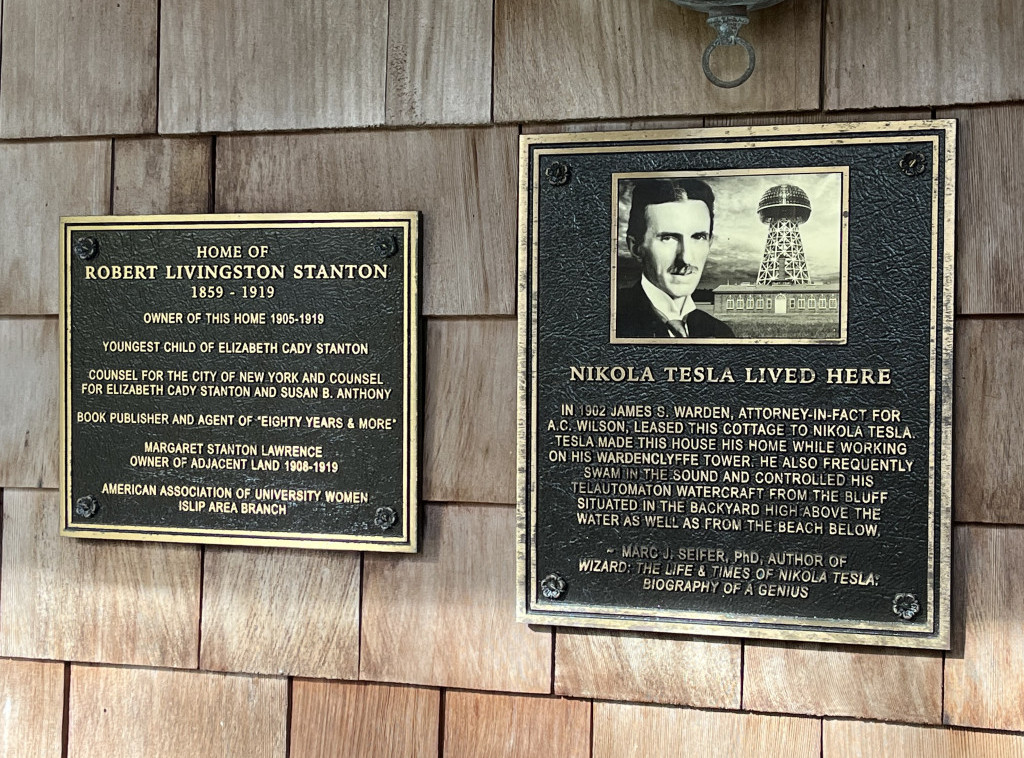 HOME OF
ROBERT LIVINGSTON STANTON
1859 - 1919
OWNER OF THIS HOME 1905-1919
YOUNGEST CHILD OF ELIZABETH CADY STANTON
COUNSEL FOR THE CITY OF NEW YORK AND COUNSEL
FOR ELIZABETH CADY STANTON AND SUSAN B. ANTHONY
BOOK PUBLISHER AND AGENT OF "EIGHTY YEARS & MORE"
MARGARET STANTON LAWRENCE
OWNER OF ADJACENT LAND 1908-1919
AMERICAN ASSOCIATION OF UNIVERSITY WOMEN
ISLIP AREA BRANCH
NIKOLA TESLA LIVED HERE
IN 1902 JAMES S. WARDEN, ATTORNEY-IN-FACT FOR
A.C. WILSON, LEASED THIS COTTAGE TO NIKOLA TESLA.
TESLA MADE THIS HOUSE HIS HOME WHILE WORKING
ON HIS WARDENCLYFFE TOWER. HE ALSO FREQUENTLY
SWAM IN THE SOUND AND CONTROLLED HIS
TELAUTOMATON WATERCRAFT FROM THE BLUFF
SITUATED IN THE BACKYARD HIGH ABOVE THE
WATER AS WELL AS FROM THE BEACH BELOW.
~ MARC J. SEIFER, PhD, AUTHOR OF
WIZARD: THE LIFE & TIMES OF NIKOLA TESLA:
BIOGRAPHY OF A GENIUS